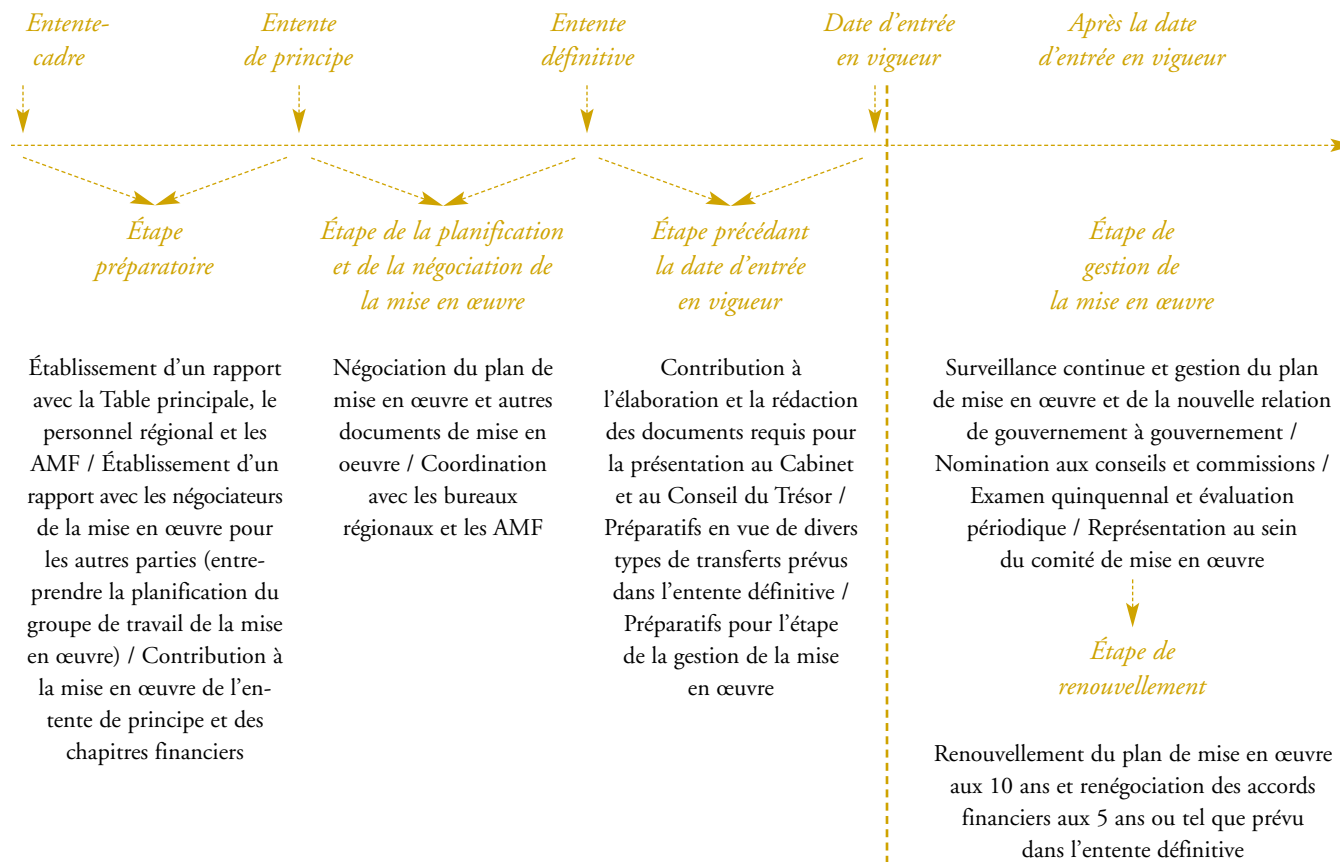 Entente-
cadre
Entente
de principe
Entente
définitive
Date d'entrée
en vigueur
Après la date
d'entrée en vigueur
Étape
préparatoire
Étape de la planification
et de la négociation de
la mise en œuvre
Étape précédant
la date d'entrée
en vigueur
Étape de
gestion de
la mise en œuvre
Établissement d'un rapport
avec la Table principale, le
personnel régional et les
AMF / Établissement d'un
rapport avec les négociateurs
de la mise en œuvre pour
les autres parties (entre-
prendre la planification du
groupe de travail de la mise
en œuvre) / Contribution à
la mise en œuvre de l'en-
tente de principe et des
chapitres financiers
Négociation du plan de
mise en œuvre et autres
documents de mise en
oeuvre / Coordination
avec les bureaux
régionaux et les AMF
Contribution à
l'élaboration et la rédaction
des documents requis pour
la présentation au Cabinet
et au Conseil du Trésor /
Préparatifs en vue de divers
types de transferts prévus
dans l'entente définitive /
Préparatifs pour l'étape
de la gestion de la mise
en œuvre
Surveillance continue et gestion du plan
de mise en œuvre et de la nouvelle relation
de gouvernement à gouvernement /
Nomination aux conseils et commissions /
Examen quinquennal et évaluation
périodique / Représentation au sein
du comité de mise en œuvre
Étape de
renouvellement
Renouvellement du plan de mise en œuvre
aux 10 ans et renégociation des accords
financiers aux 5 ans ou tel que prévu
dans l'entente définitive